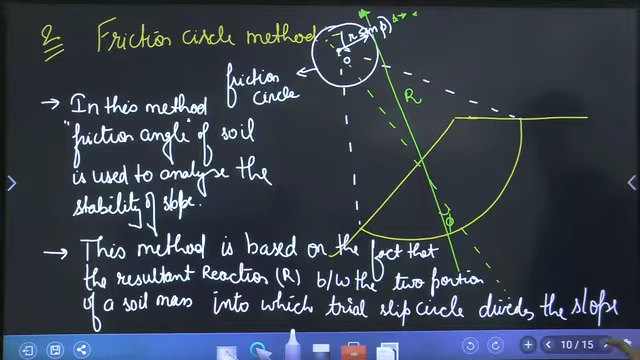 2 Friction circle method
(r sin φ)
O
friction circle
R
φ
→ In this method
"friction angle" of soil
is used to analyse the
stability of slope.
→ This method is based on the fact that
the resultant Reaction (R) b/w the two portion
of a soil mass into which trial slip circle divides the slope
10 / 15